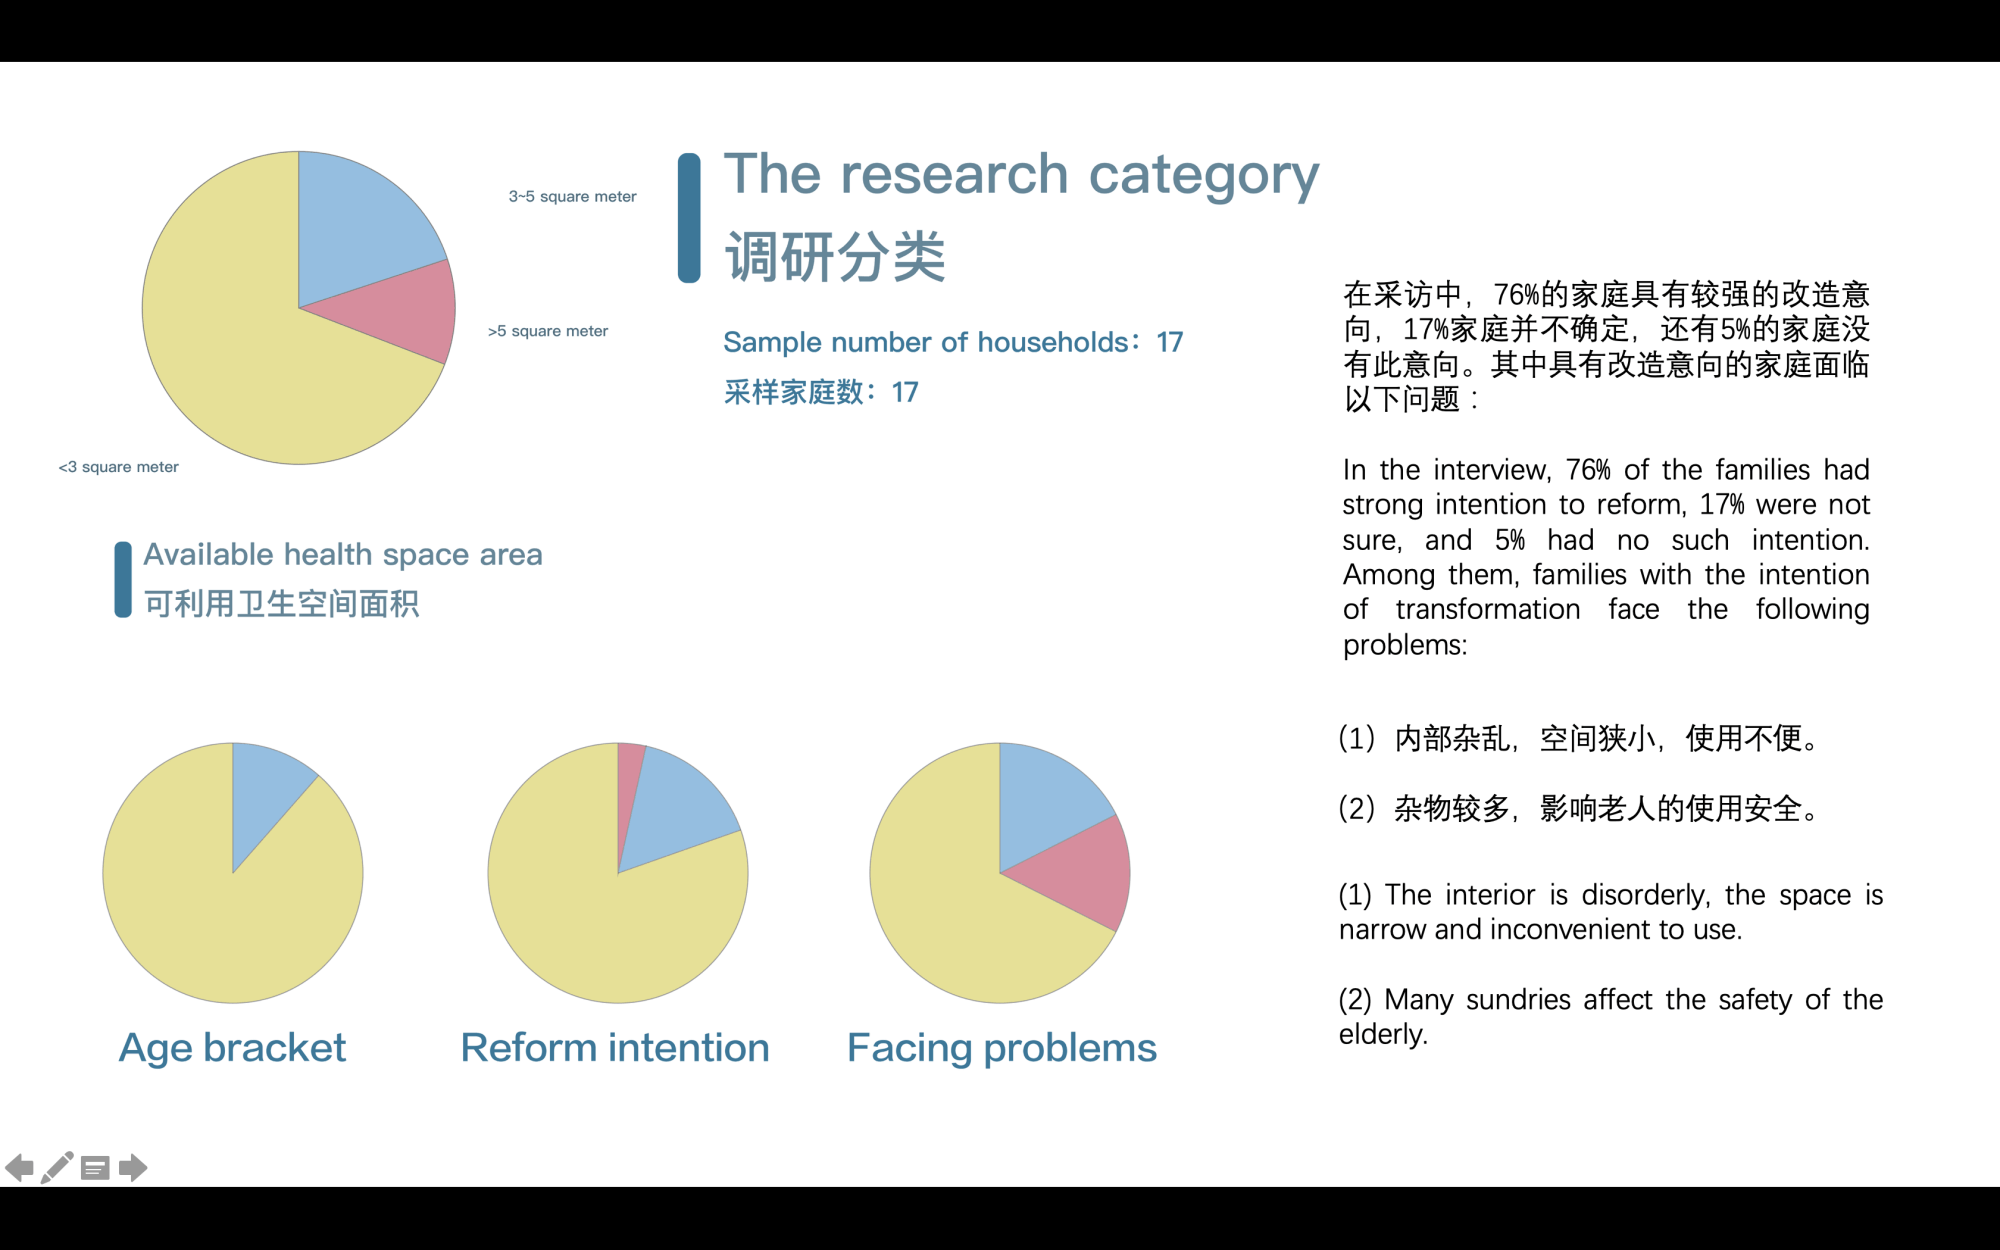 The research category
调研分类
Sample number of households：17
采样家庭数：17
3~5 square meter
>5 square meter
<3 square meter
Available health space area
可利用卫生空间面积
Age bracket
Reform intention
Facing problems
在采访中，76%的家庭具有较强的改造意
向，17%家庭并不确定，还有5%的家庭没
有此意向。其中具有改造意向的家庭面临
以下问题：
In the interview, 76% of the families had
strong intention to reform, 17% were not
sure, and 5% had no such intention.
Among them, families with the intention
of transformation face the following
problems:
（1）内部杂乱，空间狭小，使用不便。
（2）杂物较多，影响老人的使用安全。
(1) The interior is disorderly, the space is
narrow and inconvenient to use.
(2) Many sundries affect the safety of the
elderly.